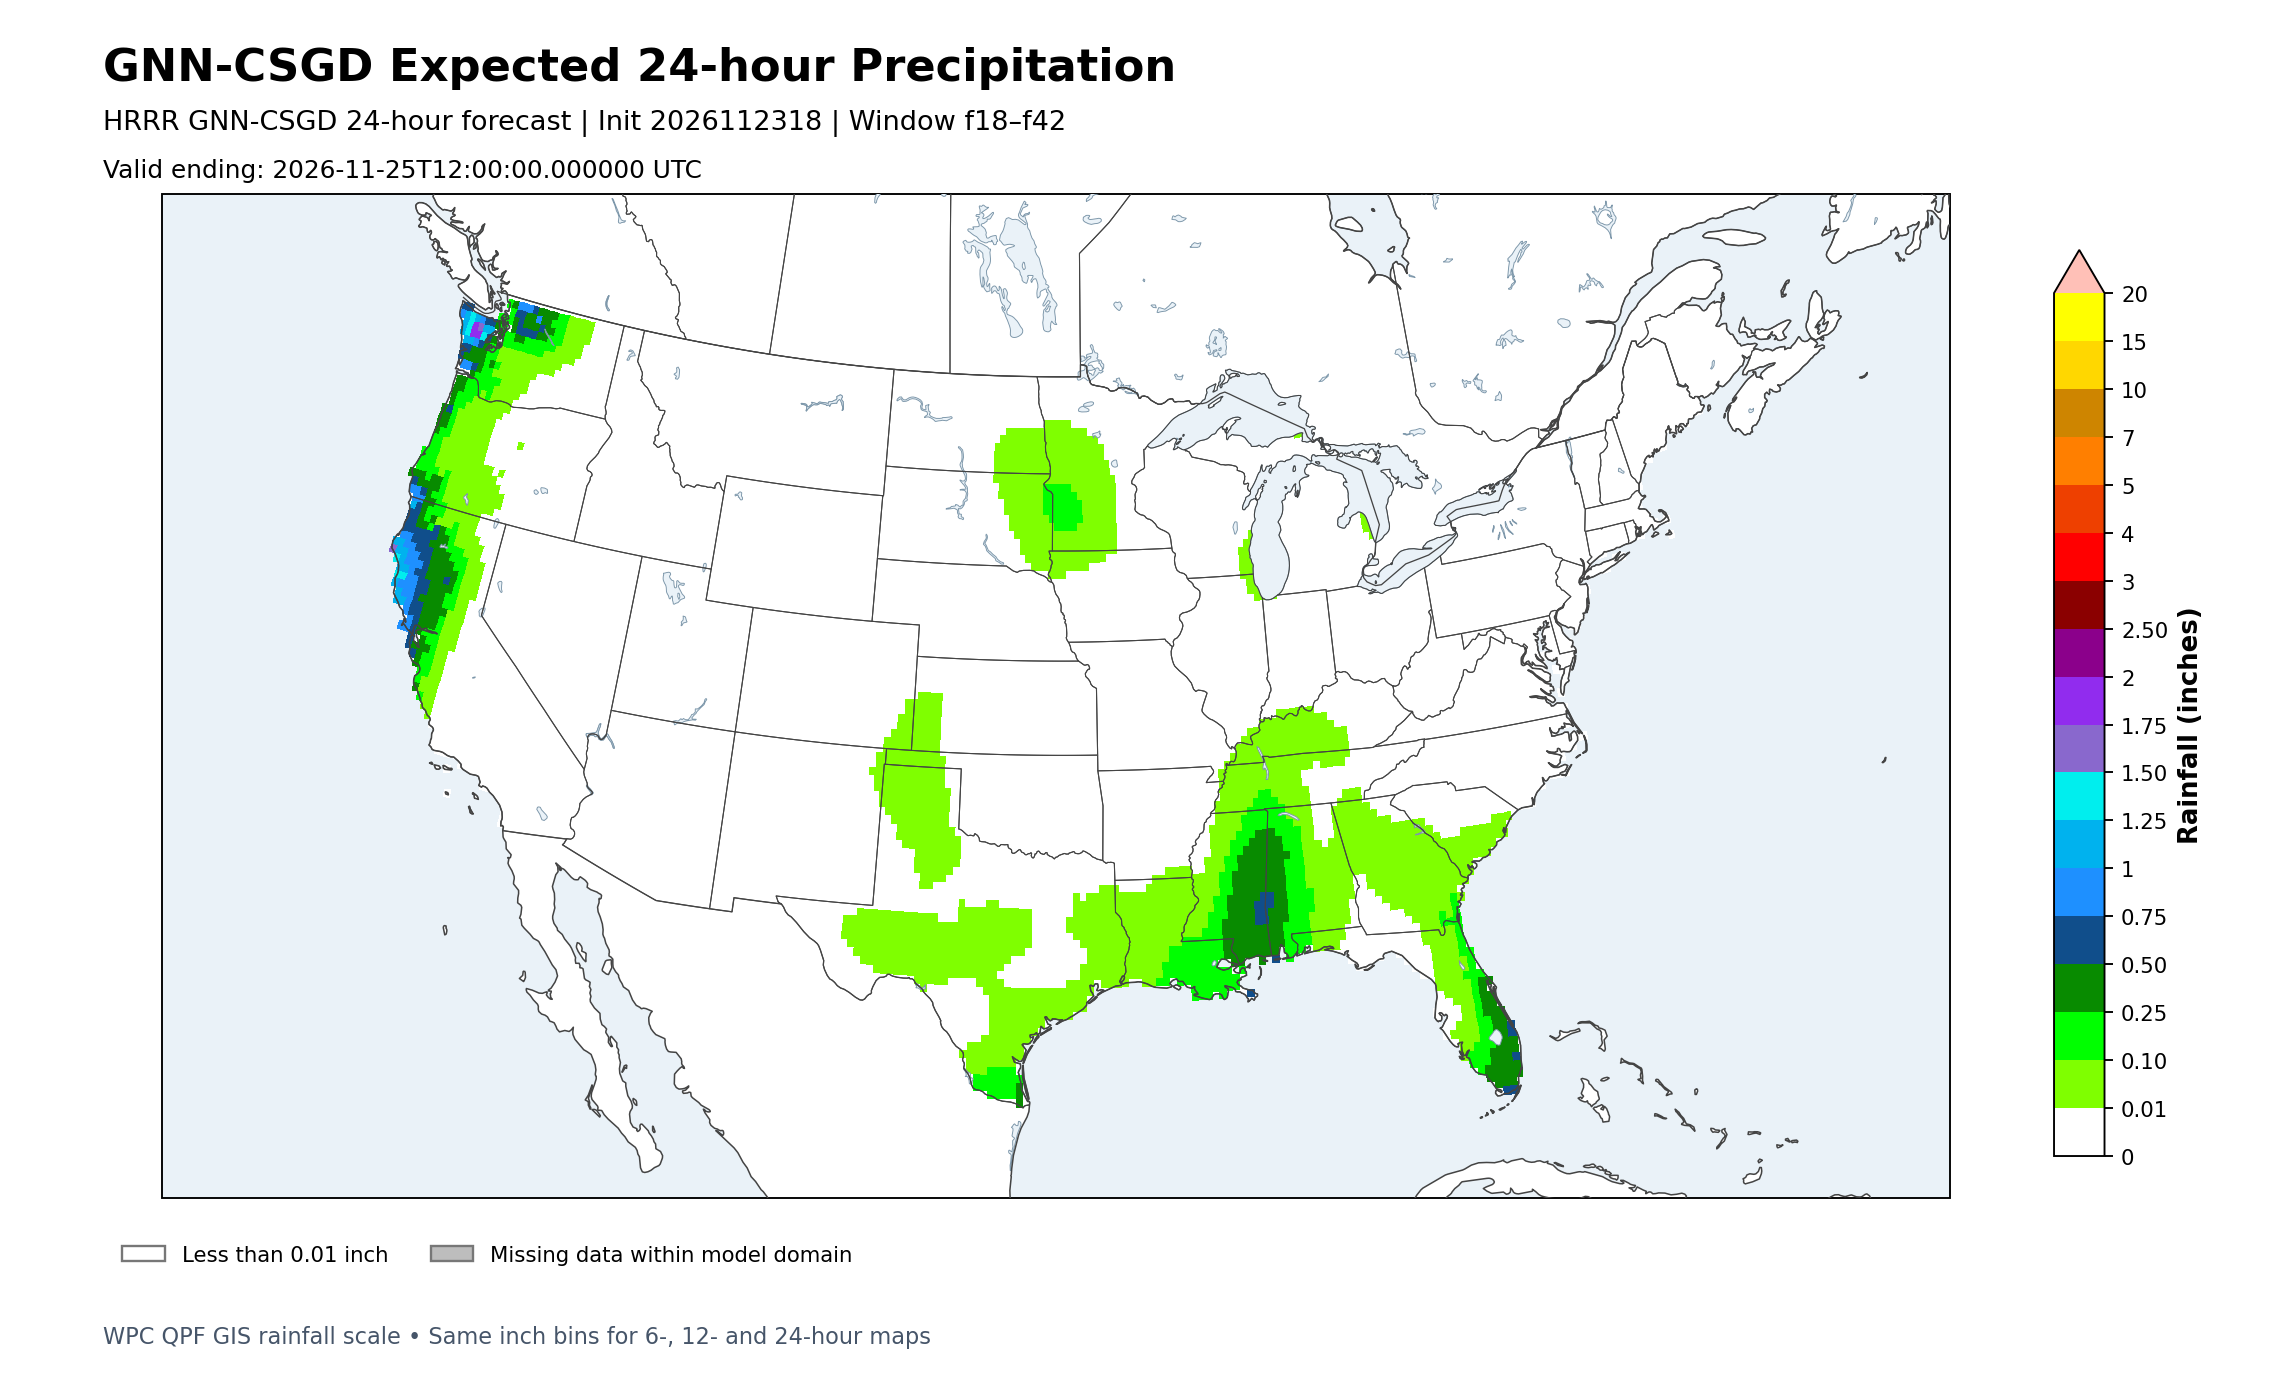 GNN-CSGD Expected 24-hour Precipitation
HRRR GNN-CSGD 24-hour forecast | Init 2026112318 | Window f18–f42
Valid ending: 2026-11-25T12:00:00.000000 UTC
20
15
10
7
5
4
3
2.50
2
1.75
1.50
1.25
1
0.75
0.50
0.25
0.10
0.01
0
Rainfall (inches)
Less than 0.01 inch
Missing data within model domain
WPC QPF GIS rainfall scale • Same inch bins for 6-, 12- and 24-hour maps